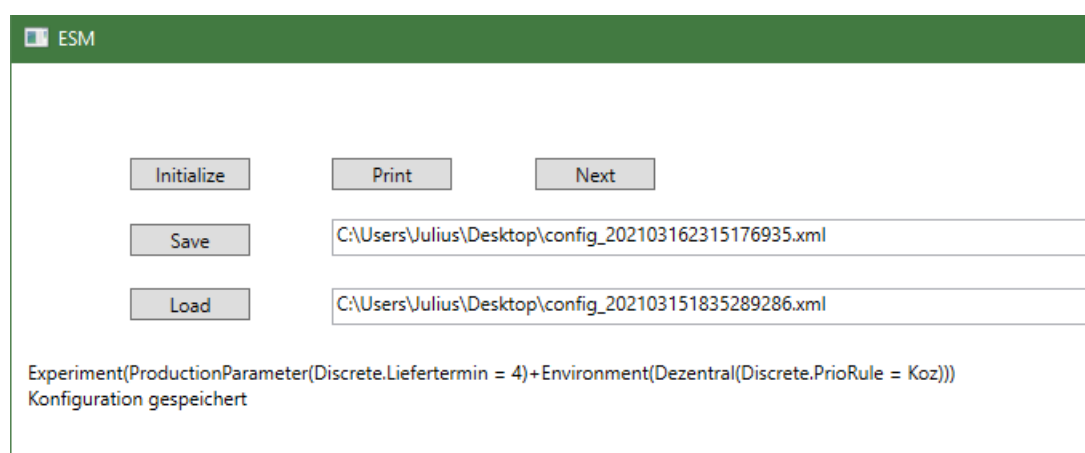 ESM
Initialize Print Next
Save C:\Users\Julius\Desktop\config_202103162315176935.xml
Load C:\Users\Julius\Desktop\config_202103151835289286.xml
Experiment(ProductionParameter(Discrete.Liefertermin = 4)+Environment(Dezentral(Discrete.PrioRule = Koz)))
Konfiguration gespeichert